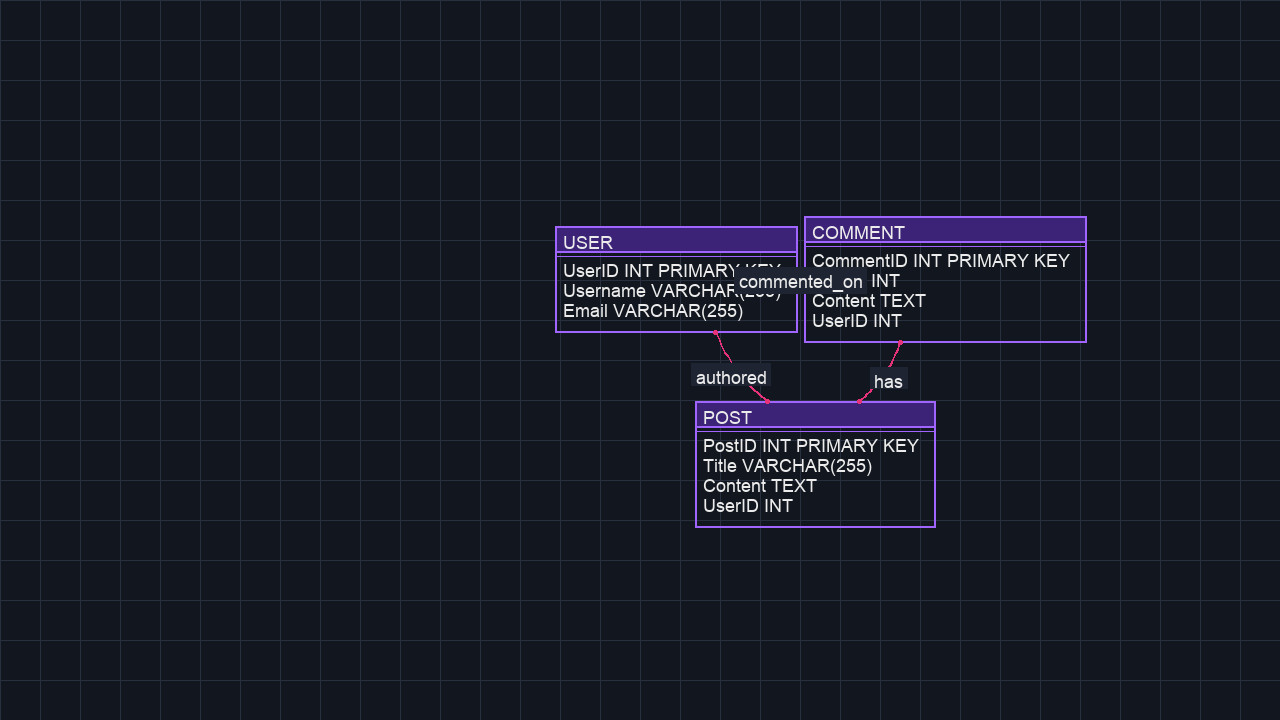 USER
UserID INT PRIMARY KEY
Username VARCHAR(255)
Email VARCHAR(255)
COMMENT
CommentID INT PRIMARY KEY
INT
Content TEXT
UserID INT
commented_on
authored
has
POST
PostID INT PRIMARY KEY
Title VARCHAR(255)
Content TEXT
UserID INT